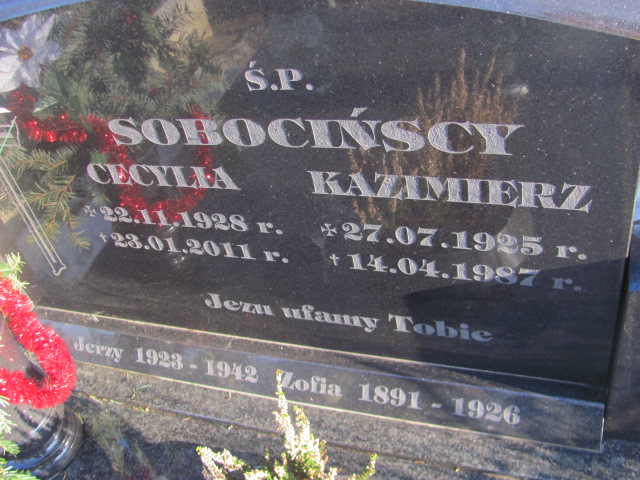 Ś.P.
SOBOCIŃSCY
CECYLIA KAZIMIERZ
* 22.11.1928 r. * 27.07.1925 r.
† 23.01.2011 r. † 14.04.1987 r.
Jezu ufamy Tobie
Jerzy 1923 - 1942 Zofia 1891 - 1926